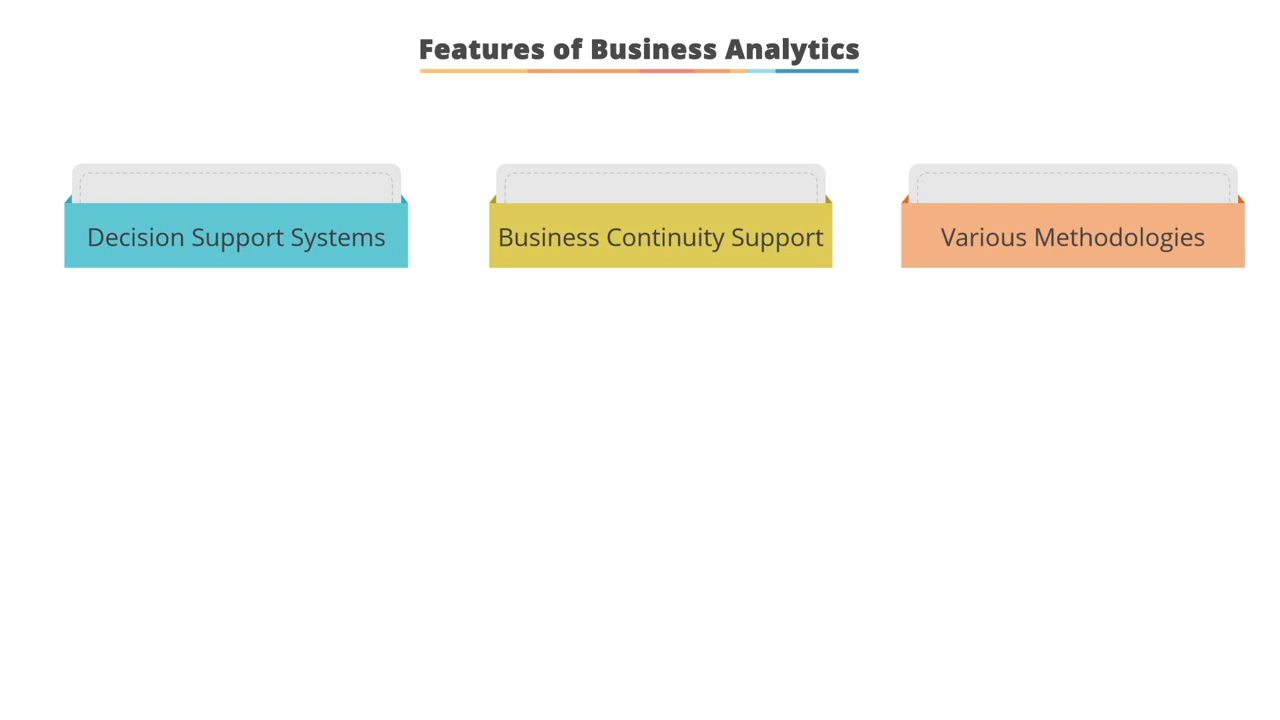 Features of Business Analytics
Decision Support Systems
Business Continuity Support
Various Methodologies